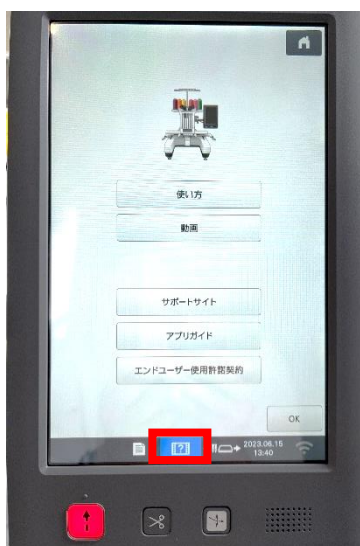 使い方
動画
サポートサイト
アプリガイド
エンドユーザー使用許諾契約
OK
[?]
2023.06.15
13:40